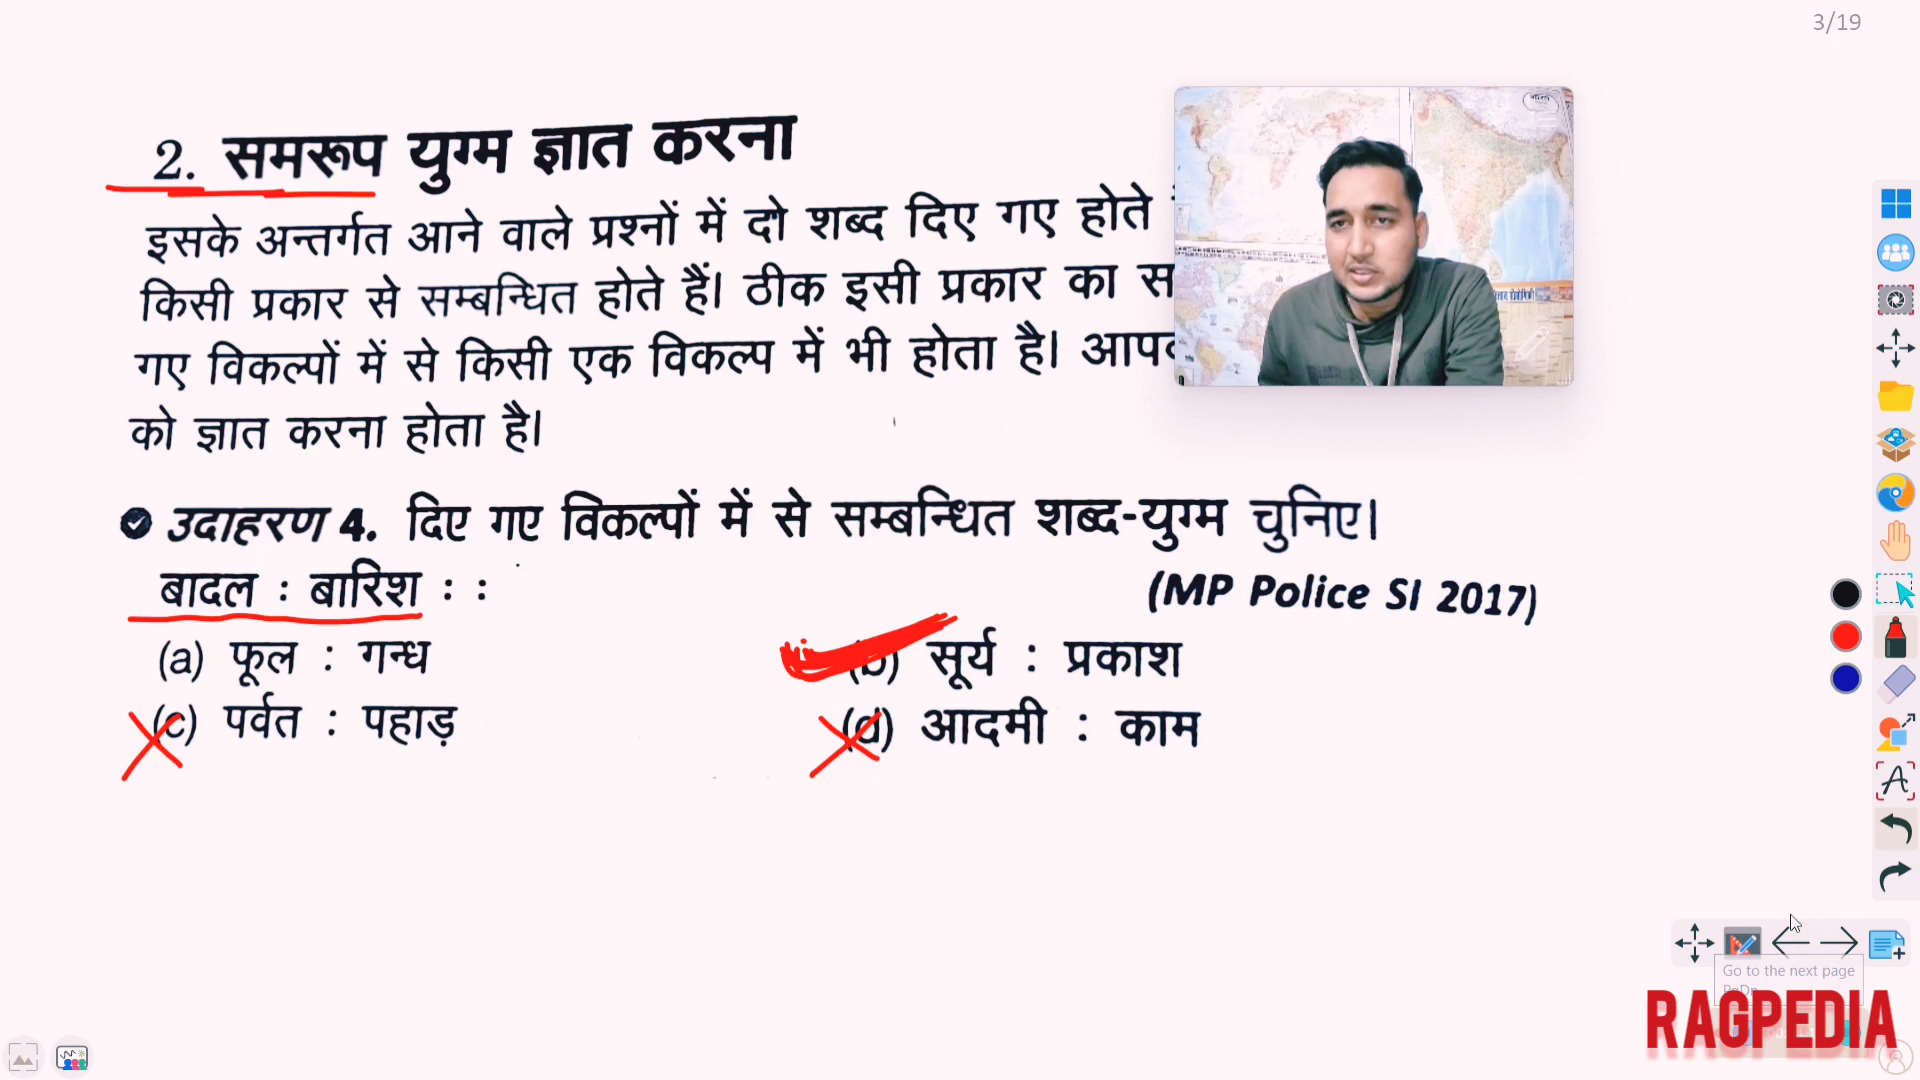 3/19
2. समरूप युग्म ज्ञात करना
इसके अन्तर्गत आने वाले प्रश्नों में दो शब्द दिए गए होते
किसी प्रकार से सम्बन्धित होते हैं। ठीक इसी प्रकार का
गए विकल्पों में से किसी एक विकल्प में भी होता है।
को ज्ञात करना होता है।
उदाहरण 4. दिए गए विकल्पों में से सम्बन्धित शब्द-युग्म चुनिए।
बादल : बारिश : :
(MP Police SI 2017)
(a) फूल : गन्ध
(b) सूर्य : प्रकाश
(c) पर्वत : पहाड़
(d) आदमी : काम
Go to the next page
PgDn
RAGPEDIA